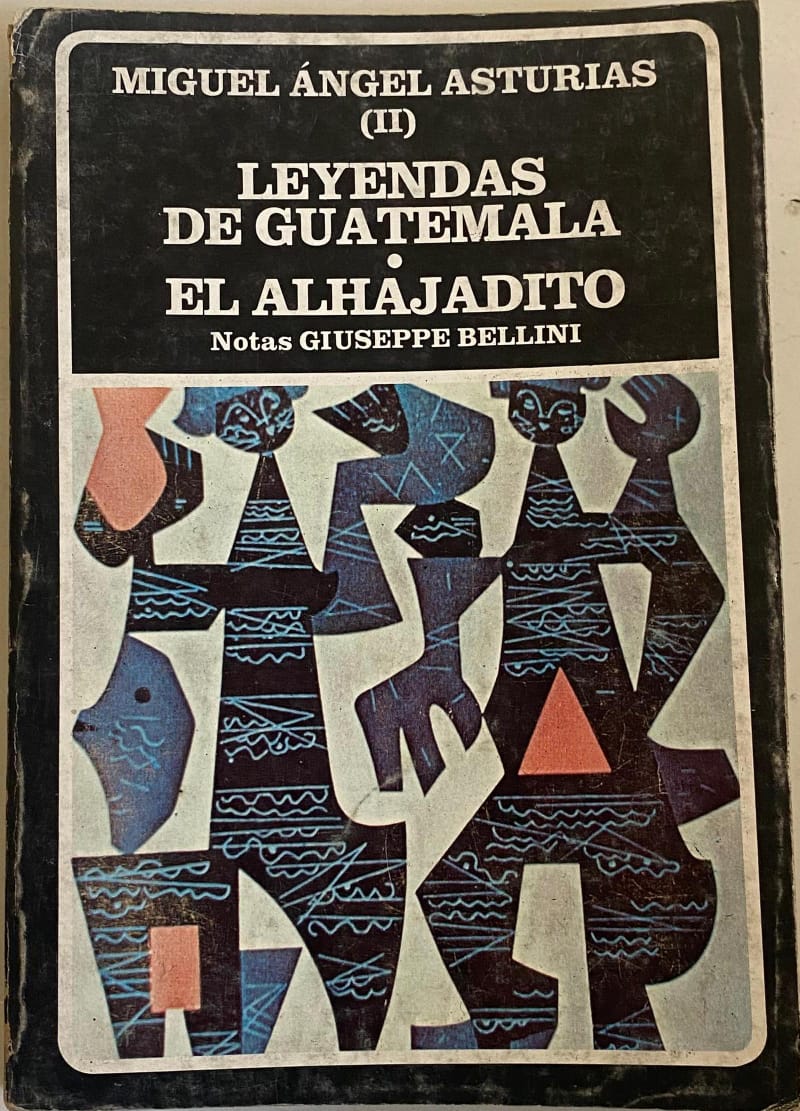 MIGUEL ÁNGEL ASTURIAS
(II)
LEYENDAS
DE GUATEMALA
•
EL ALHAJADITO
Notas GIUSEPPE BELLINI